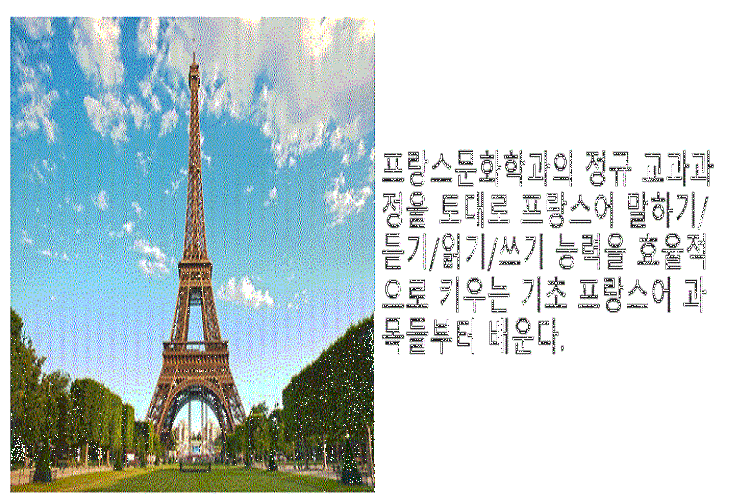 프랑스문화학과의 정규 교과과
정을 토대로 프랑스어 말하기/
듣기/읽기/쓰기 능력을 효율적
으로 키우는 기초 프랑스어 과
목들부터 배운다.